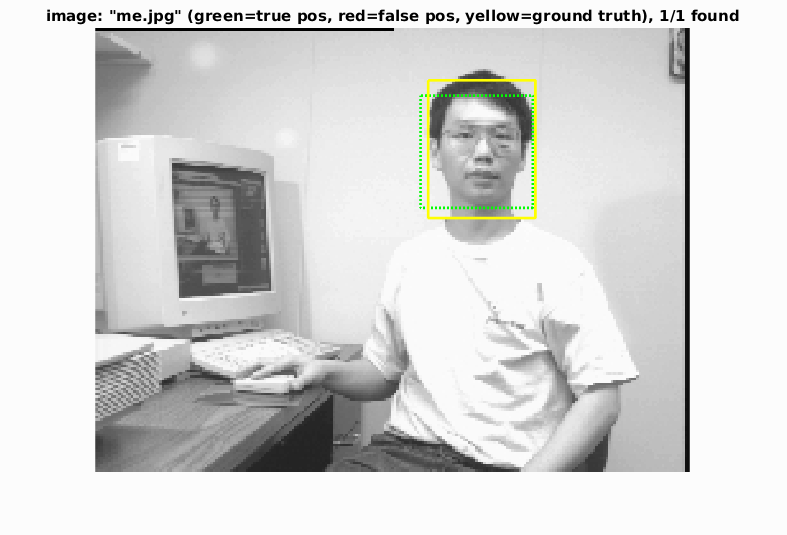 image: "me.jpg" (green=true pos, red=false pos, yellow=ground truth), 1/1 found